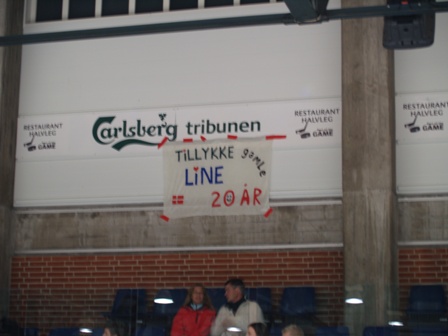 RESTAURANT
HALVLEG
GAME
Carlsberg tribunen
RESTAURANT
HALVLEG
GAME
RESTAURANT
HALVLEG
GAME
TiLLYKKE gamle
LiNE
20 ÅR